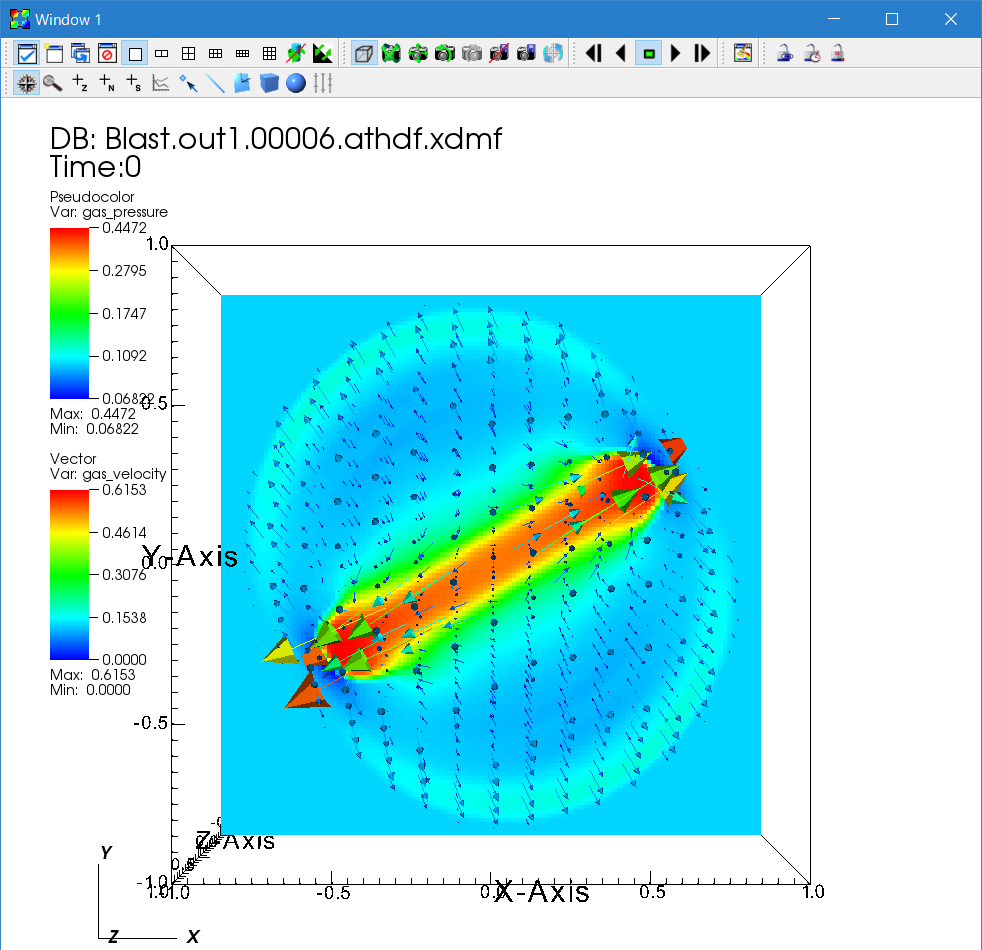 Window 1
DB: Blast.out1.00006.athdf.xdmf
Time:0
Pseudocolor
Var: gas_pressure
0.4472
0.2795
0.1747
0.1092
0.06822
Max: 0.4472
Min: 0.06822
Vector
Var: gas_velocity
0.6153
0.4614
0.3076
0.1538
0.0000
Max: 0.6153
Min: 0.0000
1.0
0.5
0.0
-0.5
-1.0
Y-Axis
Z-Axis
-0.5
0.0
0.5
1.0
X-Axis
Y
Z
X
Z
N
S